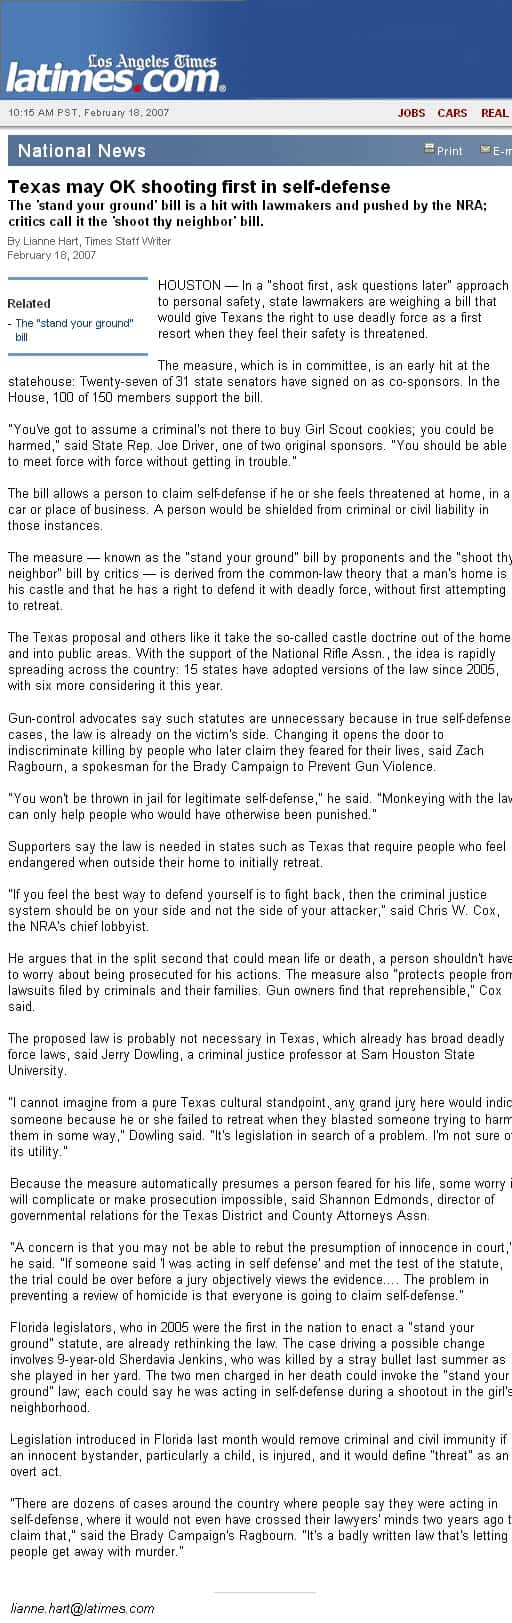 Los Angeles Times
latimes.com®
10:15 AM PST, February 18, 2007 JOBS CARS REAL
National News Print E-m
Texas may OK shooting first in self-defense
The 'stand your ground' bill is a hit with lawmakers and pushed by the NRA;
critics call it the 'shoot thy neighbor' bill.
By Lianne Hart, Times Staff Writer
February 18, 2007
Related
- The "stand your ground"
bill
HOUSTON — In a "shoot first, ask questions later" approach
to personal safety, state lawmakers are weighing a bill that
would give Texans the right to use deadly force as a first
resort when they feel their safety is threatened.
The measure, which is in committee, is an early hit at the
statehouse: Twenty-seven of 31 state senators have signed on as co-sponsors. In the
House, 100 of 150 members support the bill.
"You've got to assume a criminal's not there to buy Girl Scout cookies; you could be
harmed," said State Rep. Joe Driver, one of two original sponsors. "You should be able
to meet force with force without getting in trouble."
The bill allows a person to claim self-defense if he or she feels threatened at home, in a
car or place of business. A person would be shielded from criminal or civil liability in
those instances.
The measure — known as the "stand your ground" bill by proponents and the "shoot thy
neighbor" bill by critics — is derived from the common-law theory that a man's home is
his castle and that he has a right to defend it with deadly force, without first attempting
to retreat.
The Texas proposal and others like it take the so-called castle doctrine out of the home
and into public areas. With the support of the National Rifle Assn., the idea is rapidly
spreading across the country: 15 states have adopted versions of the law since 2005,
with six more considering it this year.
Gun-control advocates say such statutes are unnecessary because in true self-defense
cases, the law is already on the victim's side. Changing it opens the door to
indiscriminate killing by people who later claim they feared for their lives, said Zach
Ragbourn, a spokesman for the Brady Campaign to Prevent Gun Violence.
"You won't be thrown in jail for legitimate self-defense," he said. "Monkeying with the law
can only help people who would have otherwise been punished."
Supporters say the law is needed in states such as Texas that require people who feel
endangered when outside their home to initially retreat.
"If you feel the best way to defend yourself is to fight back, then the criminal justice
system should be on your side and not the side of your attacker," said Chris W. Cox,
the NRA's chief lobbyist.
He argues that in the split second that could mean life or death, a person shouldn't have
to worry about being prosecuted for his actions. The measure also "protects people from
lawsuits filed by criminals and their families. Gun owners find that reprehensible," Cox
said.
The proposed law is probably not necessary in Texas, which already has broad deadly
force laws, said Jerry Dowling, a criminal justice professor at Sam Houston State
University.
"I cannot imagine from a pure Texas cultural standpoint, any grand jury here would indic
someone because he or she failed to retreat when they blasted someone trying to harm
them in some way," Dowling said. "It's legislation in search of a problem. I'm not sure of
its utility."
Because the measure automatically presumes a person feared for his life, some worry i
will complicate or make prosecution impossible, said Shannon Edmonds, director of
governmental relations for the Texas District and County Attorneys Assn.
"A concern is that you may not be able to rebut the presumption of innocence in court,"
he said. "If someone said 'I was acting in self defense' and met the test of the statute,
the trial could be over before a jury objectively views the evidence.... The problem in
preventing a review of homicide is that everyone is going to claim self-defense."
Florida legislators, who in 2005 were the first in the nation to enact a "stand your
ground" statute, are already rethinking the law. The case driving a possible change
involves 9-year-old Sherdavia Jenkins, who was killed by a stray bullet last summer as
she played in her yard. The two men charged in her death could invoke the "stand your
ground" law; each could say he was acting in self-defense during a shootout in the girl's
neighborhood.
Legislation introduced in Florida last month would remove criminal and civil immunity if
an innocent bystander, particularly a child, is injured, and it would define "threat" as an
overt act.
"There are dozens of cases around the country where people say they were acting in
self-defense, where it would not even have crossed their lawyers' minds two years ago t
claim that," said the Brady Campaign's Ragbourn. "It's a badly written law that's letting
people get away with murder."
lianne.hart@latimes.com